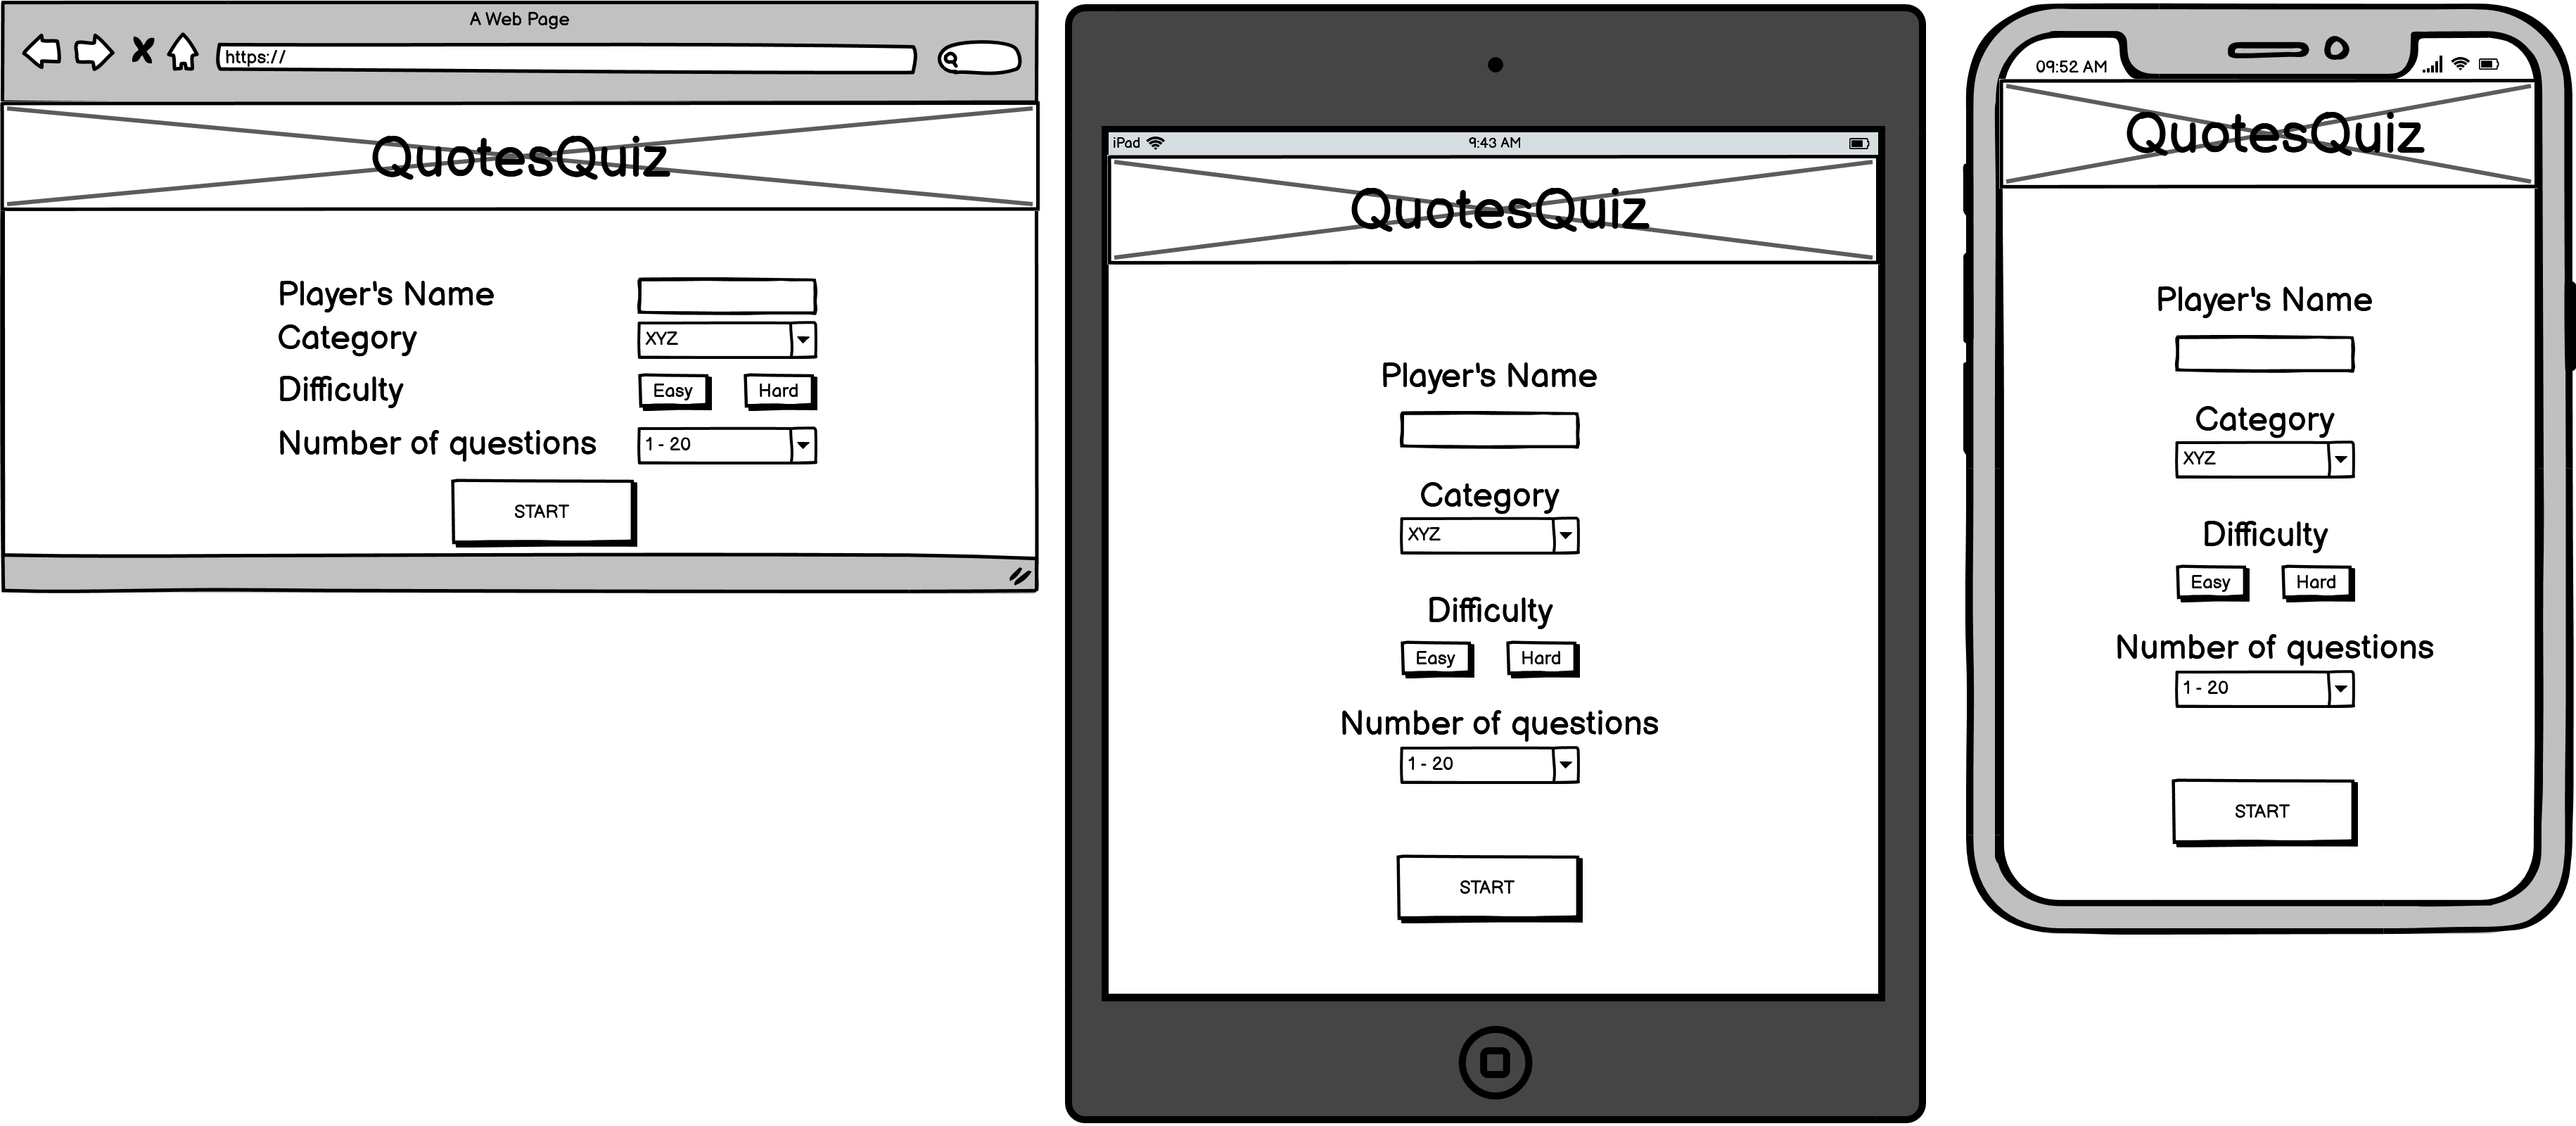 A Web Page
https://
QuotesQuiz
Player's Name
Category XYZ
Difficulty Easy Hard
Number of questions 1 - 20
START
iPad 9:43 AM
QuotesQuiz
Player's Name
Category
XYZ
Difficulty
Easy Hard
Number of questions
1 - 20
START
09:52 AM
QuotesQuiz
Player's Name
Category
XYZ
Difficulty
Easy Hard
Number of questions
1 - 20
START